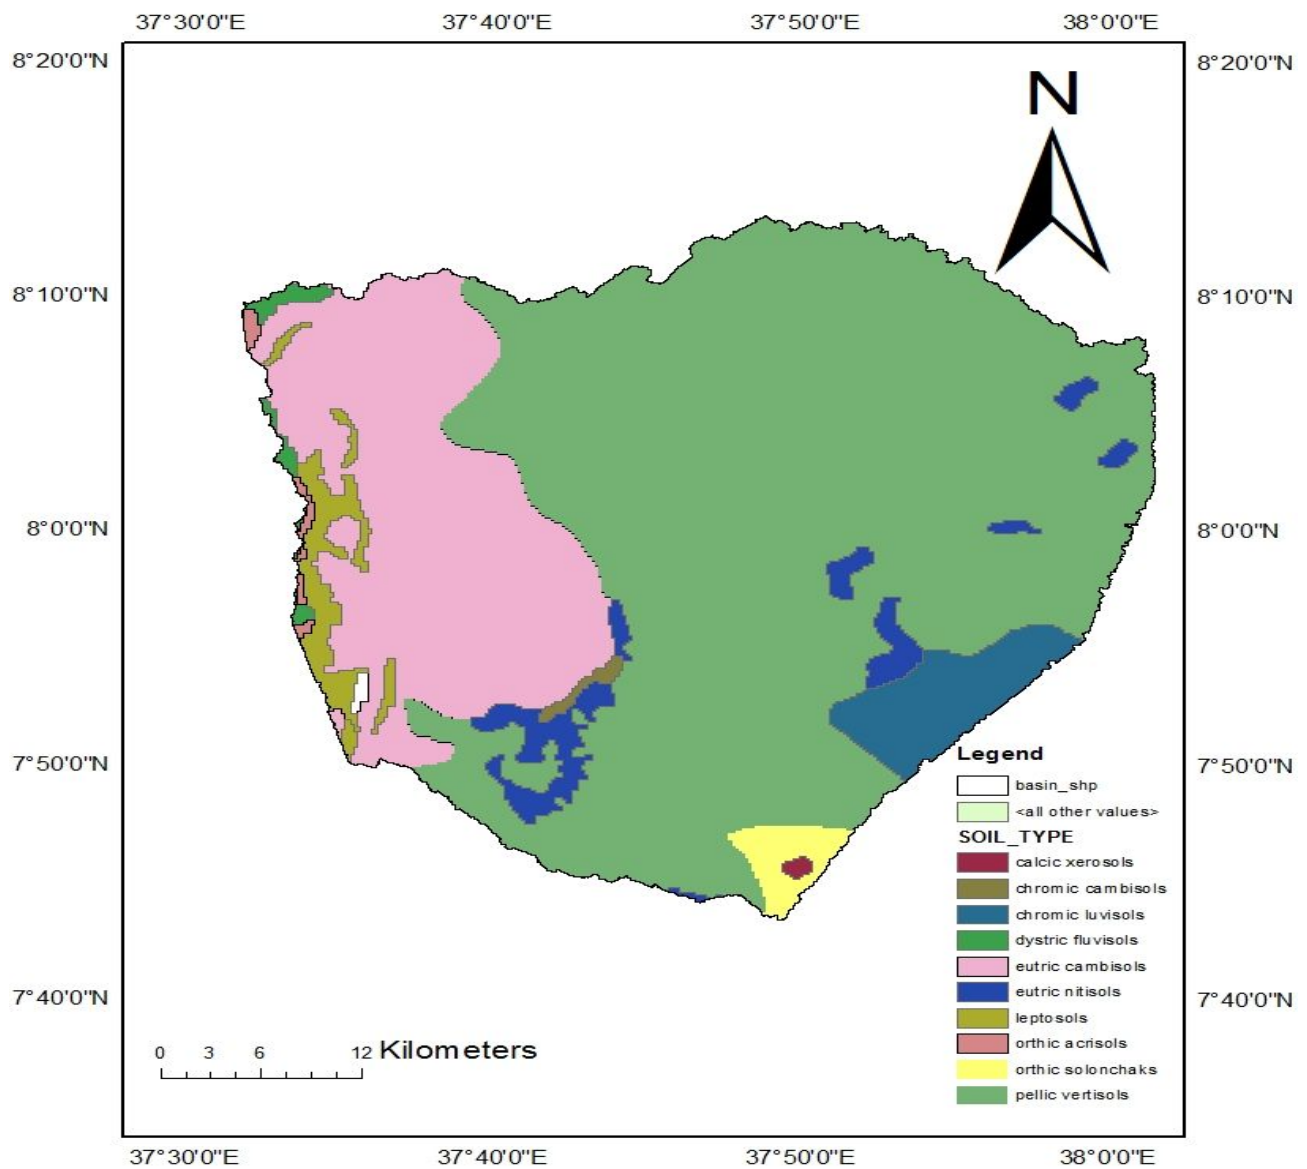 37°30'0"E 37°40'0"E 37°50'0"E 38°0'0"E
8°20'0"N 8°20'0"N
N
8°10'0"N 8°10'0"N
8°0'0"N 8°0'0"N
7°50'0"N 7°50'0"N
Legend
basin_shp
<all other values>
SOIL_TYPE
calcic xerosols
chromic cambisols
chromic luvisols
dystric fluvisols
eutric cambisols
eutric nitisols
leptosols
orthic acrisols
orthic solonchaks
pellic vertisols
7°40'0"N 7°40'0"N
0 3 6 12 Kilometers
37°30'0"E 37°40'0"E 37°50'0"E 38°0'0"E